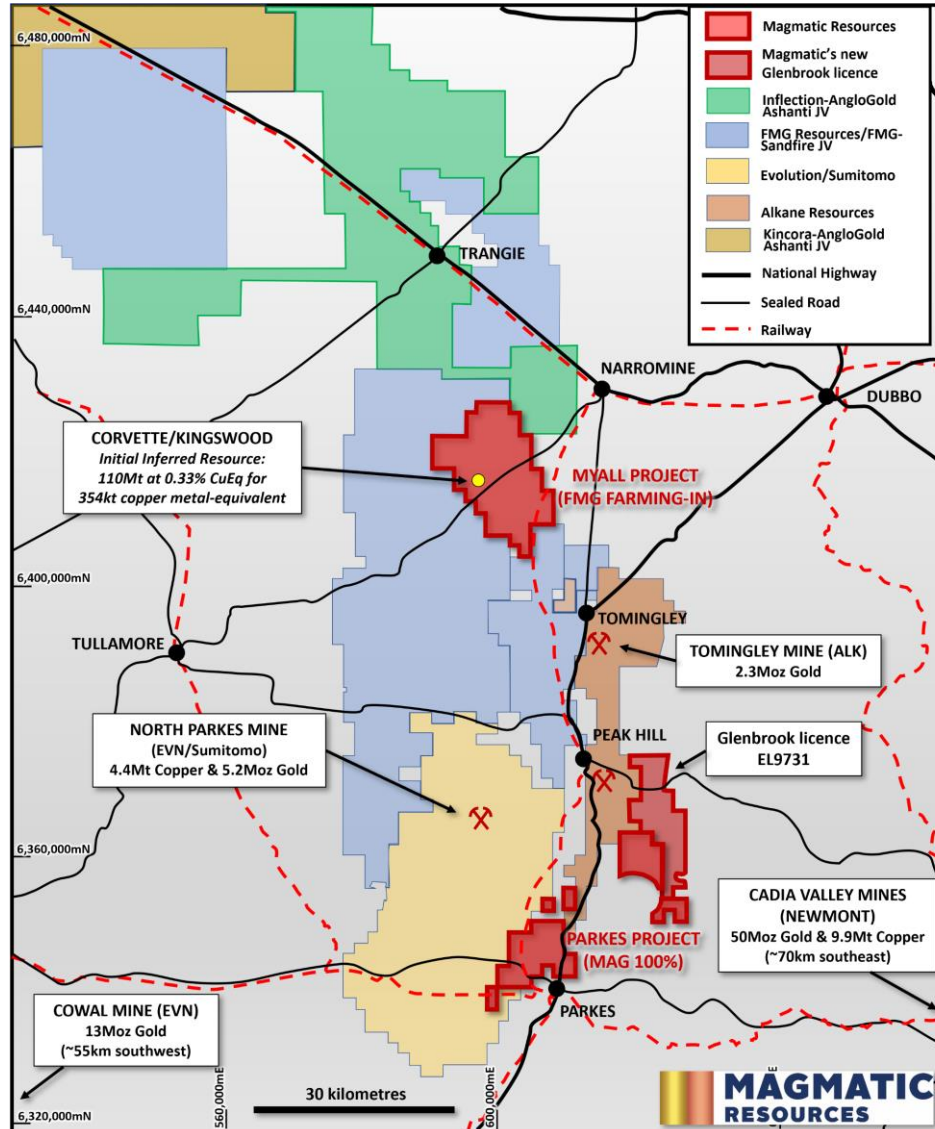 6,480,000mN
Magmatic Resources
Magmatic's new
Glenbrook licence
Inflection-AngloGold
Ashanti JV
FMG Resources/FMG-
Sandfire JV
Evolution/Sumitomo
Alkane Resources
Kincora-AngloGold
Ashanti JV
National Highway
Sealed Road
Railway
TRANGIE
6,440,000mN
NARROMINE
DUBBO
CORVETTE/KINGSWOOD
Initial Inferred Resource:
110Mt at 0.33% CuEq for
354kt copper metal-equivalent
MYALL PROJECT
(FMG FARMING-IN)
6,400,000mN
TOMINGLEY
TULLAMORE
TOMINGLEY MINE (ALK)
2.3Moz Gold
NORTH PARKES MINE
(EVN/Sumitomo)
4.4Mt Copper & 5.2Moz Gold
PEAK HILL
Glenbrook licence
EL9731
6,360,000mN
CADIA VALLEY MINES
(NEWMONT)
50Moz Gold & 9.9Mt Copper
(~70km southeast)
PARKES PROJECT
(MAG 100%)
PARKES
COWAL MINE (EVN)
13Moz Gold
(~55km southwest)
30 kilometres
560,000mE
600,000mE
6,320,000mN
MAGMATIC
RESOURCES